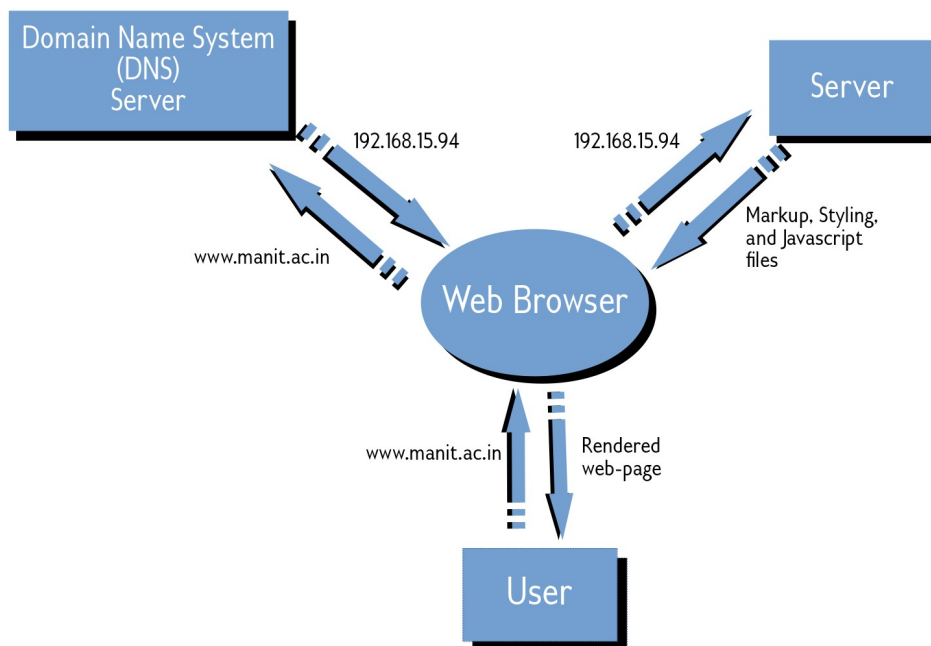 Domain Name System
(DNS)
Server
Server
192.168.15.94
192.168.15.94
www.manit.ac.in
Markup, Styling,
and Javascript
files
Web Browser
www.manit.ac.in
Rendered
web-page
User